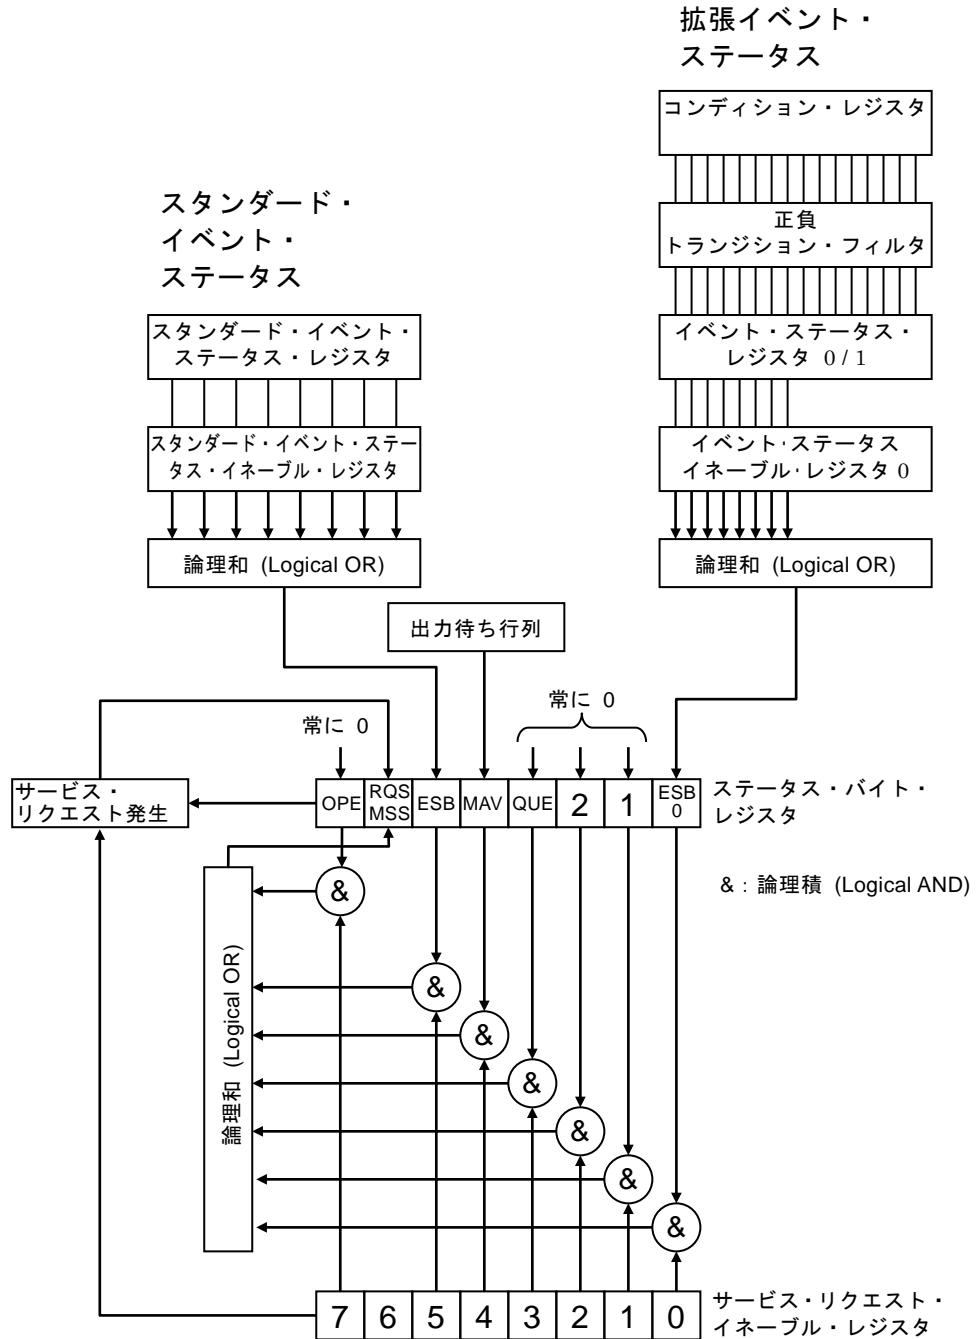 拡張イベント・
ステータス
コンディション・レジスタ
正負
トランジション・フィルタ
イベント・ステータス・
レジスタ 0 / 1
イベント・ステータス
イネーブル・レジスタ 0
論理和 (Logical OR)
スタンダード・
イベント・
ステータス
スタンダード・イベント・
ステータス・レジスタ
スタンダード・イベント・ステー
タス・イネーブル・レジスタ
論理和 (Logical OR)
出力待ち行列
常に 0
常に 0
サービス・
リクエスト発生
OPE
RQS
MSS
ESB
MAV
QUE
2
1
ESB
0
ステータス・バイト・
レジスタ
&：論理積 (Logical AND)
論理和 (Logical OR)
&
&
&
&
&
&
&
7
6
5
4
3
2
1
0
サービス・リクエスト・
イネーブル・レジスタ